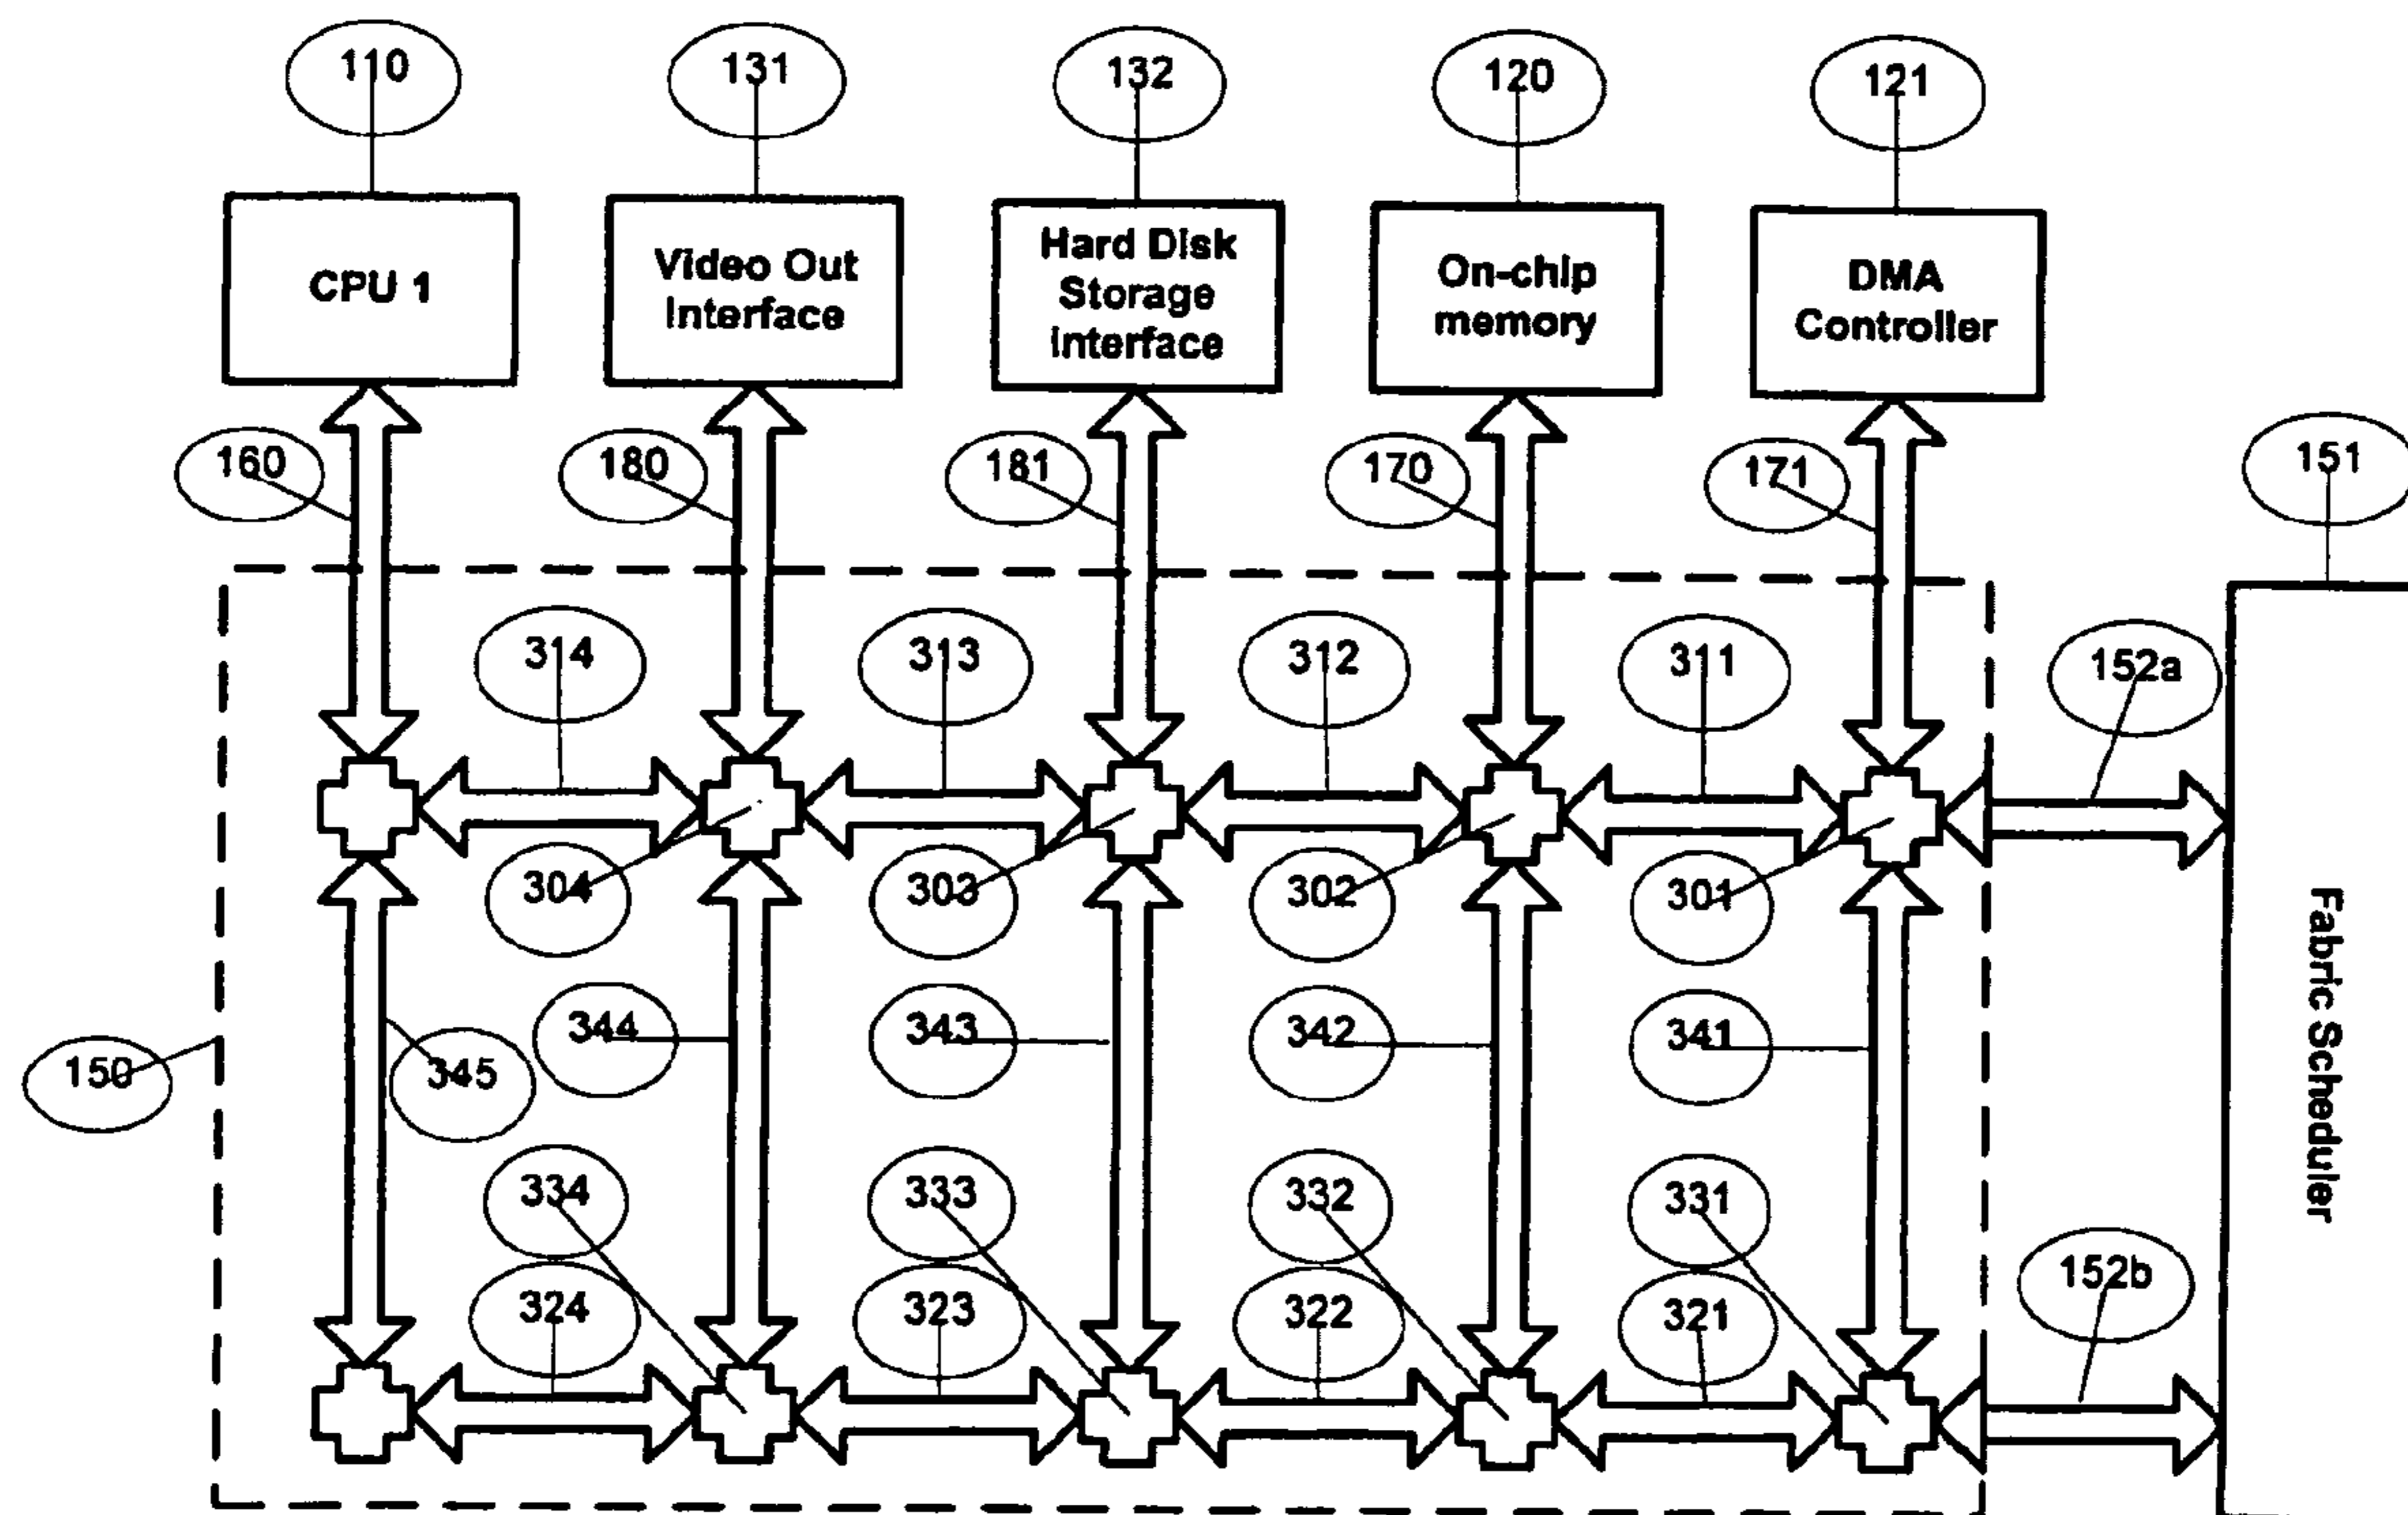 110
131
132
120
121
CPU 1
Video Out
Interface
Hard Disk
Storage
Interface
On-chip
memory
DMA
Controller
160
180
181
170
171
151
314
313
312
311
152a
304
303
302
301
Fabric Scheduler
150
345
344
343
342
341
334
333
332
331
152b
324
323
322
321